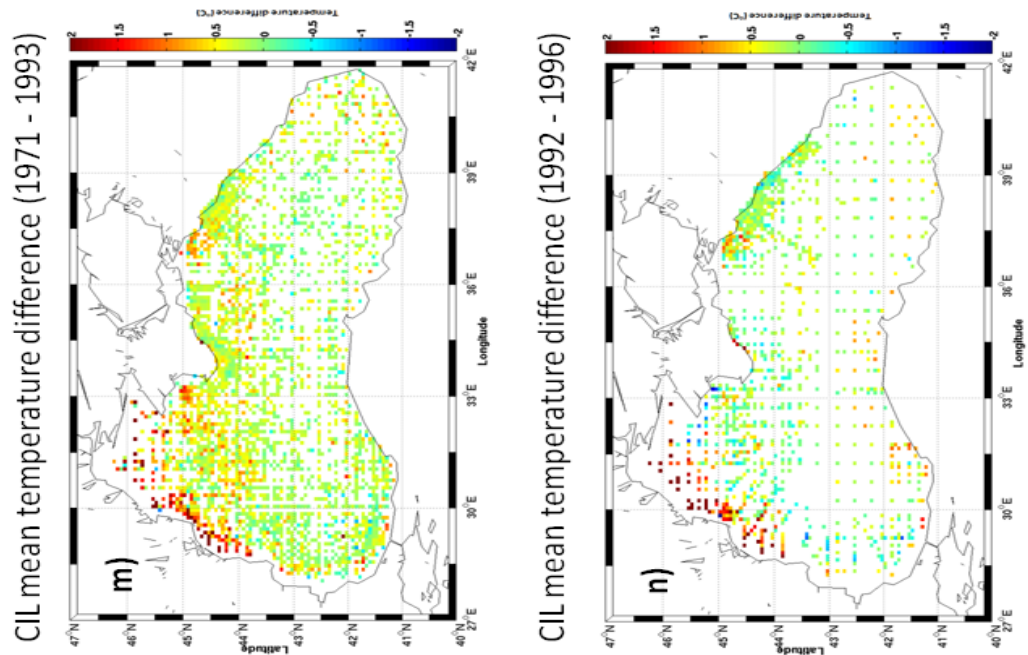 CIL mean temperature difference (1971 - 1993)
m)
47°N
46°N
45°N
44°N
43°N
42°N
41°N
40°N
Latitude
27°E 30°E 33°E 36°E 39°E 42°E
Longitude
2
1.5
1
0.5
0
-0.5
-1
-1.5
-2
Temperature difference [°C]
CIL mean temperature difference (1992 - 1996)
n)
47°N
46°N
45°N
44°N
43°N
42°N
41°N
40°N
Latitude
27°E 30°E 33°E 36°E 39°E 42°E
Longitude
2
1.5
1
0.5
0
-0.5
-1
-1.5
-2
Temperature difference [°C]